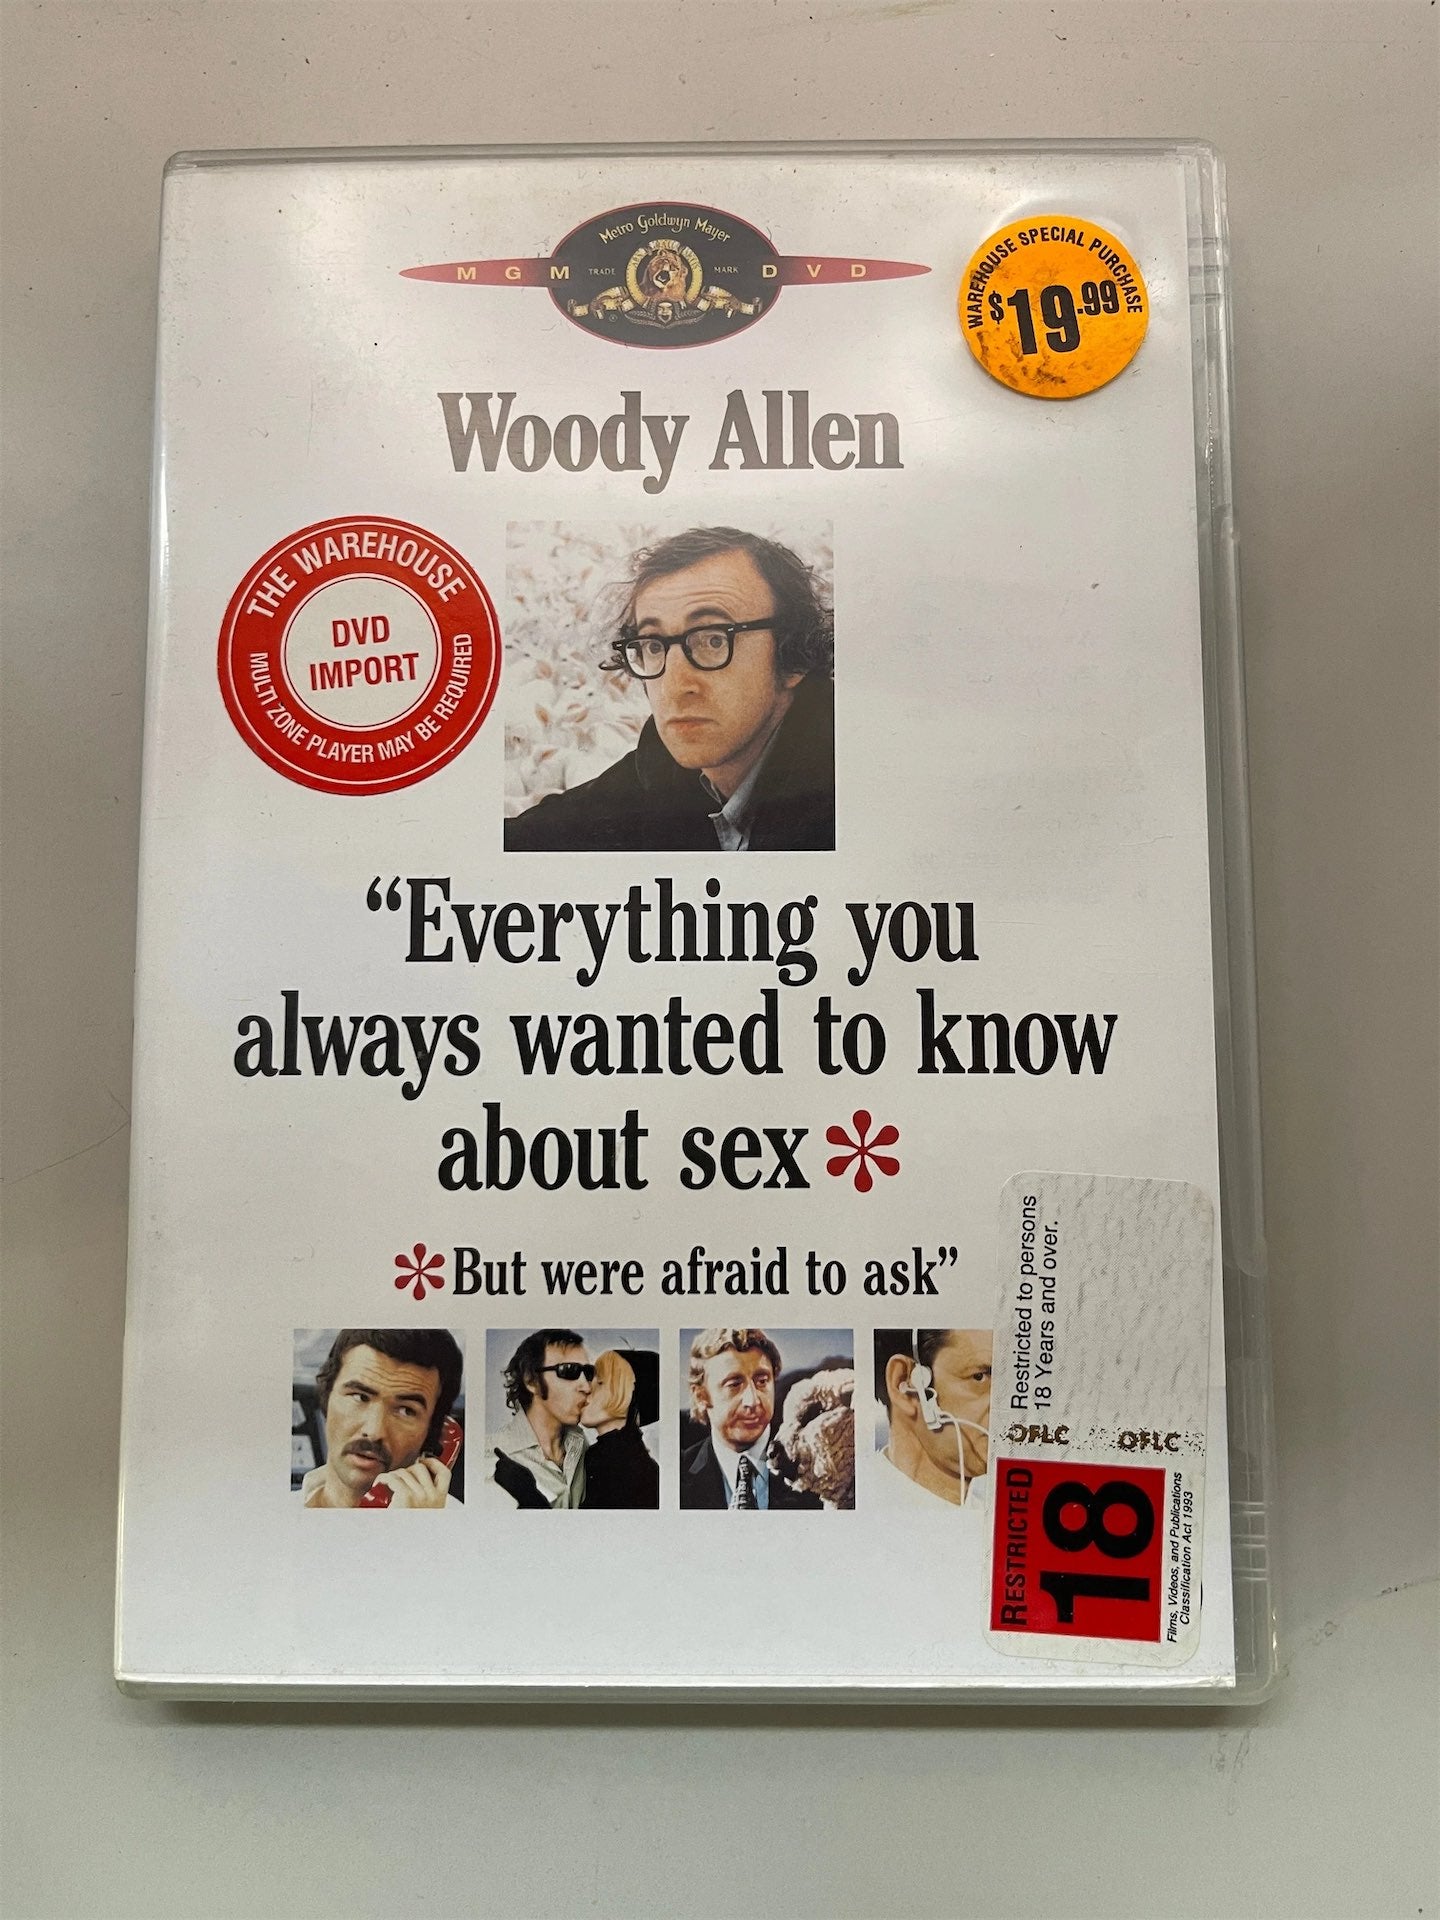 Metro Goldwyn Mayer
MGM TRADE MARK DVD
WAREHOUSE SPECIAL PURCHASE
$19.99
Woody Allen
THE WAREHOUSE
DVD
IMPORT
MULTI ZONE PLAYER MAY BE REQUIRED
“Everything you
always wanted to know
about sex*
*But were afraid to ask”
Restricted to persons
18 Years and over.
OFLC OFLC
RESTRICTED
18
Films, Videos, and Publications
Classification Act 1993